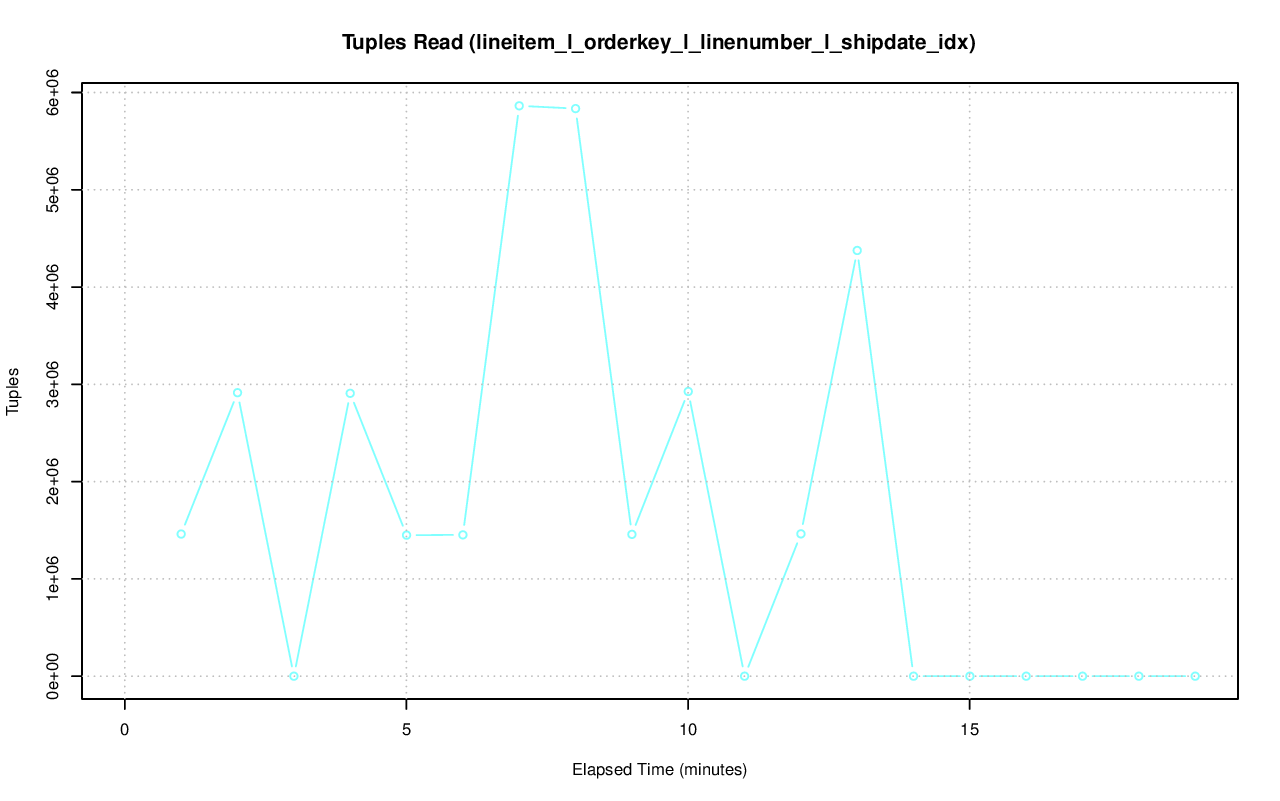 Tuples Read (lineitem_l_orderkey_l_linenumber_l_shipdate_idx)
6e+06
5e+06
4e+06
3e+06
2e+06
1e+06
0e+00
Tuples
0 5 10 15
Elapsed Time (minutes)